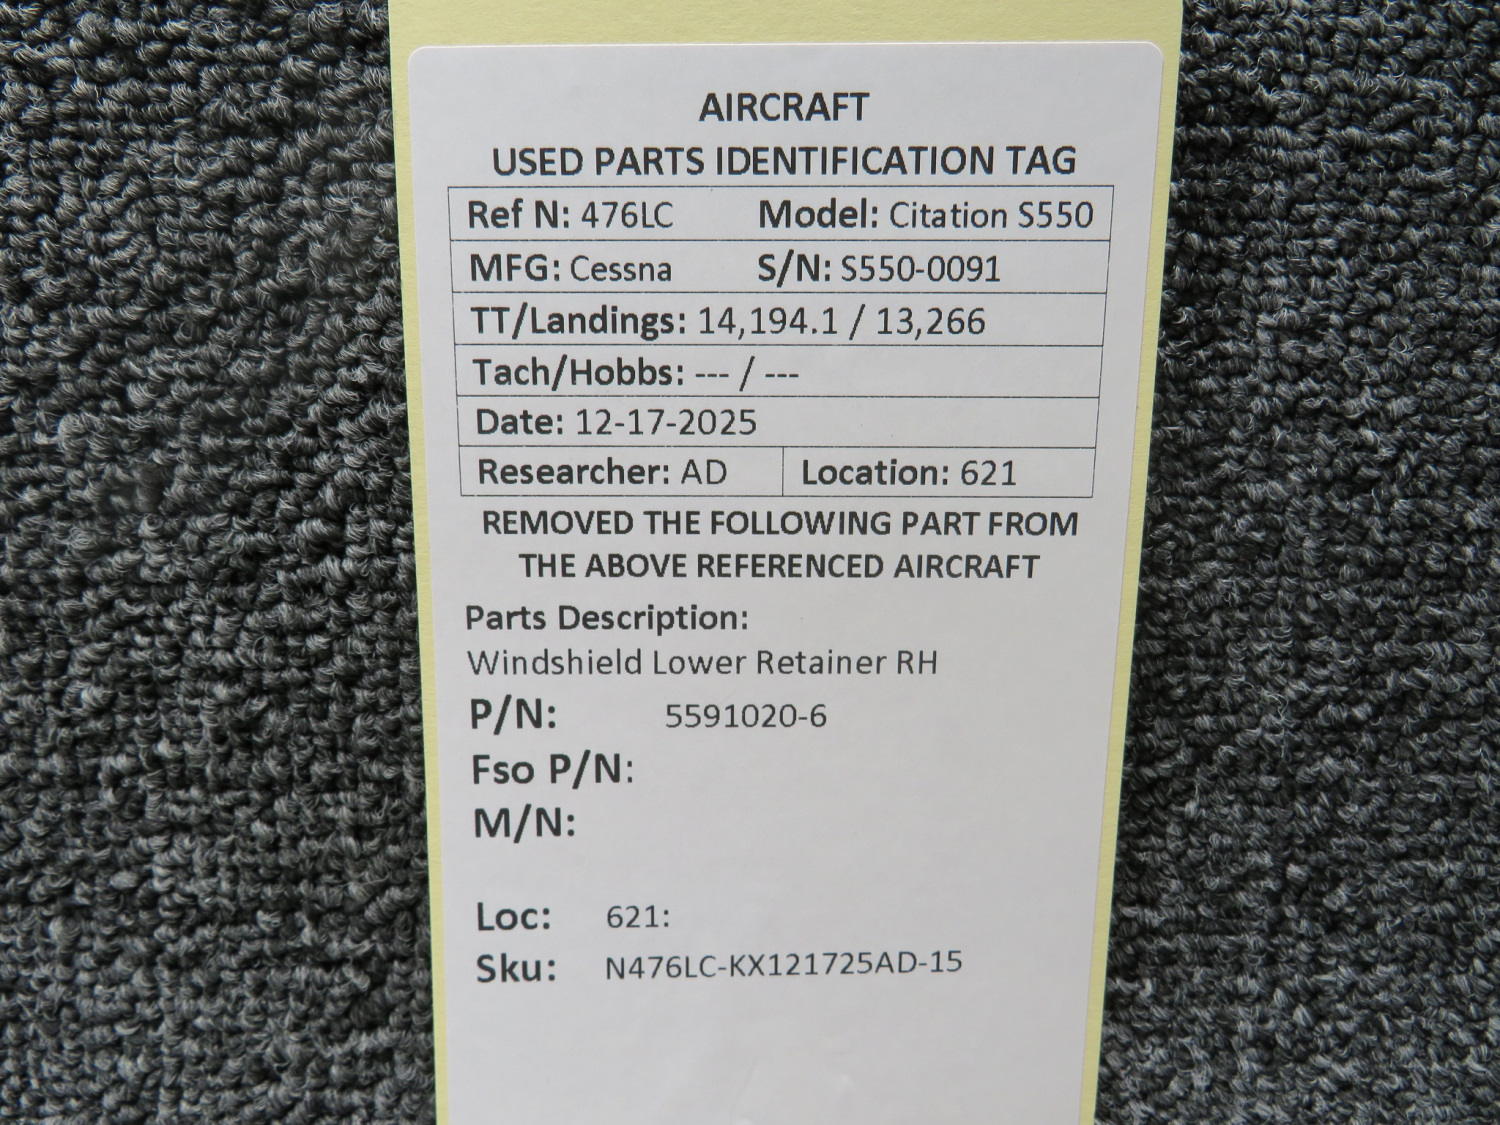 AIRCRAFT
USED PARTS IDENTIFICATION TAG
Ref N: 476LC Model: Citation S550
MFG: Cessna S/N: S550-0091
TT/Landings: 14,194.1 / 13,266
Tach/Hobbs: --- / ---
Date: 12-17-2025
Researcher: AD Location: 621
REMOVED THE FOLLOWING PART FROM
THE ABOVE REFERENCED AIRCRAFT
Parts Description:
Windshield Lower Retainer RH
P/N: 5591020-6
Fso P/N:
M/N:
Loc: 621:
Sku: N476LC-KX121725AD-15